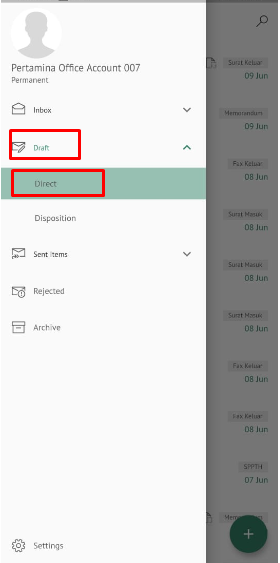 Pertamina Office Account 007
Permanent
Inbox
Draft
Direct
Disposition
Sent Items
Rejected
Archive
Settings
Surat Keluar
09 Jun
Memorandum
09 Jun
Fax Keluar
08 Jun
Surat Masuk
08 Jun
Surat Masuk
08 Jun
Surat Masuk
08 Jun
Fax Keluar
08 Jun
Fax Keluar
08 Jun
SPPTH
07 Jun